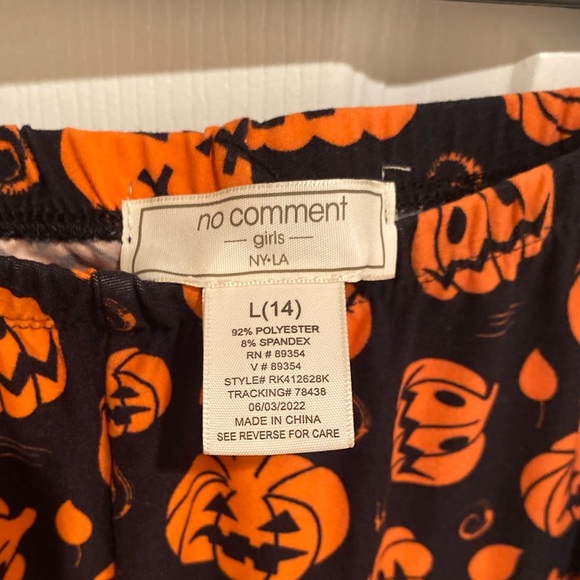 no comment
girls
NY•LA
L(14)
92% POLYESTER
8% SPANDEX
RN # 89354
V # 89354
STYLE# RK412628K
TRACKING# 78438
06/03/2022
MADE IN CHINA
SEE REVERSE FOR CARE